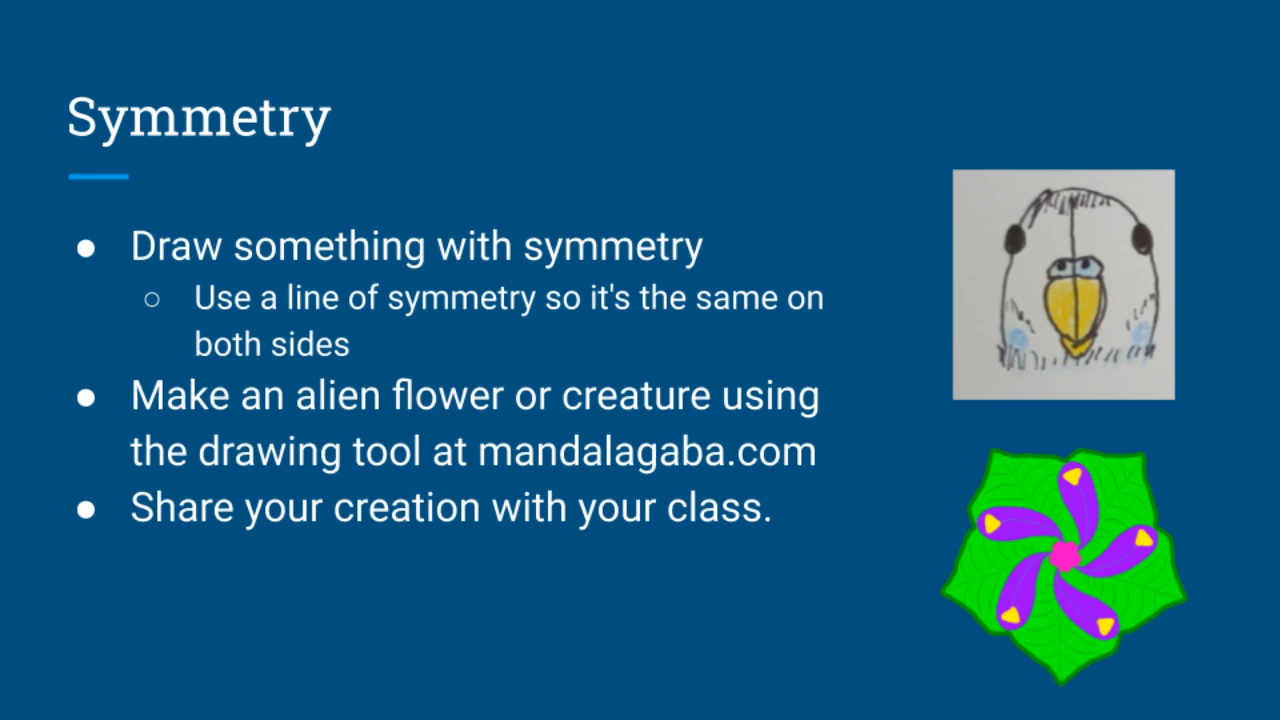 Symmetry
● Draw something with symmetry
○ Use a line of symmetry so it's the same on
both sides
● Make an alien flower or creature using
the drawing tool at mandalagaba.com
● Share your creation with your class.